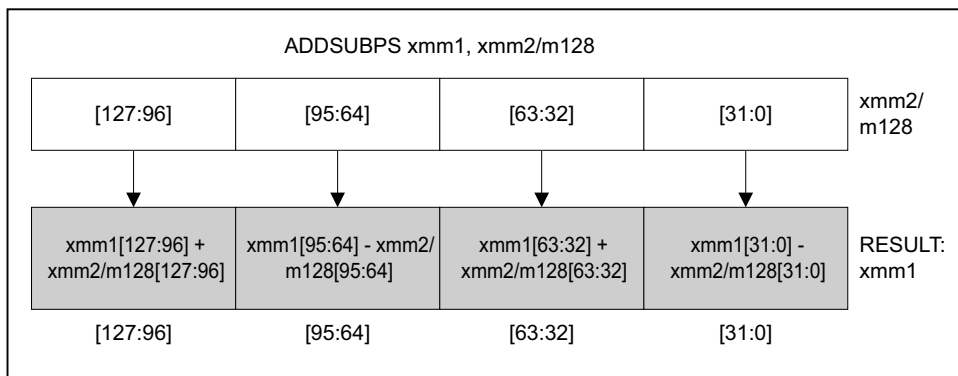 ADDSUBPS xmm1, xmm2/m128
[127:96] [95:64] [63:32] [31:0] xmm2/
m128
xmm1[127:96] +
xmm2/m128[127:96]
xmm1[95:64] - xmm2/
m128[95:64]
xmm1[63:32] +
xmm2/m128[63:32]
xmm1[31:0] -
xmm2/m128[31:0]
RESULT:
xmm1
[127:96] [95:64] [63:32] [31:0]